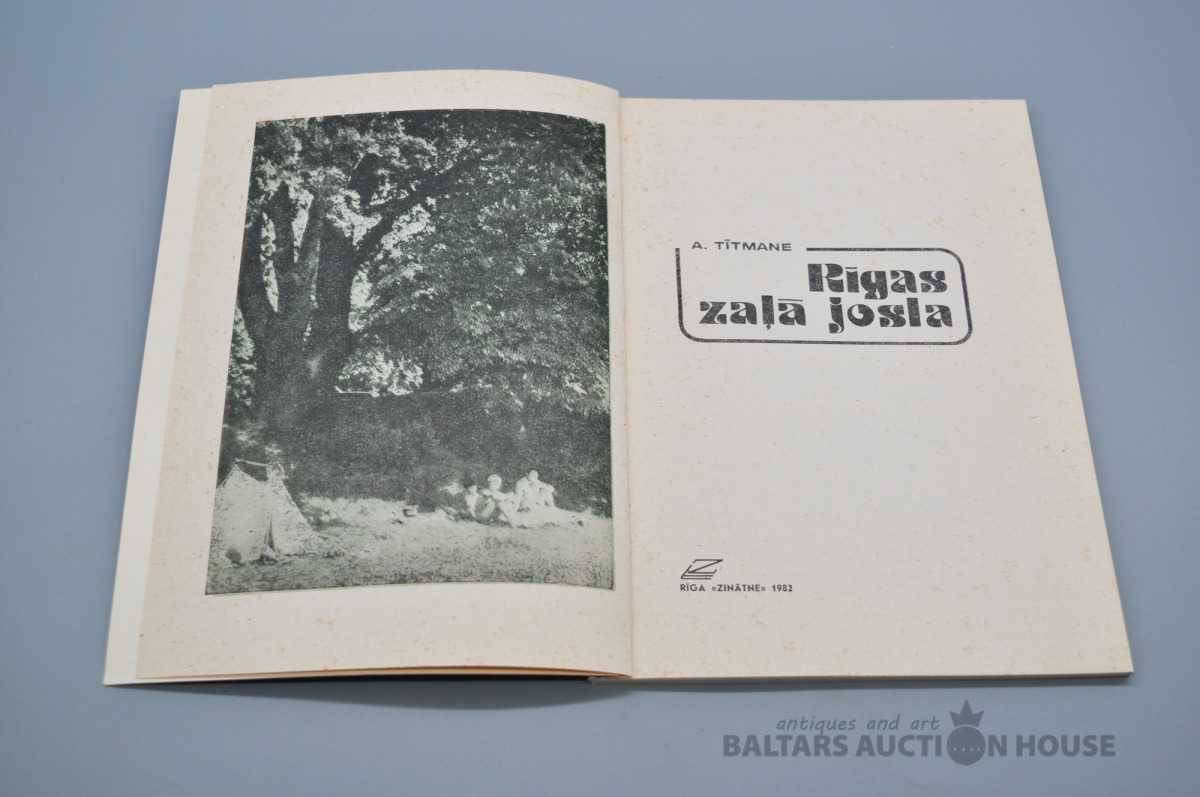 A. TĪTMANE
Rīgas
zaļā josla
RĪGA «ZINĀTNE» 1982
antiques and art
BALTARS AUCTION HOUSE